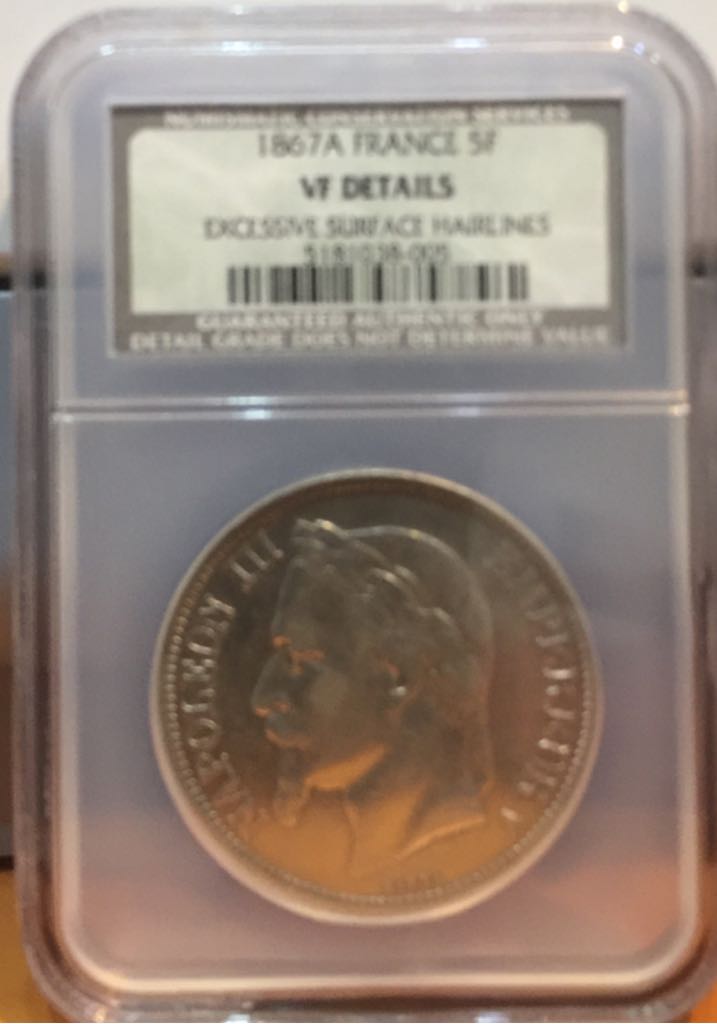 NUMISMATIC CONSERVATION SERVICES
1867A FRANCE 5F
VF DETAILS
EXCESSIVE SURFACE HAIRLINES
5181038-005
GUARANTEED AUTHENTIC ONLY
DETAIL GRADE DOES NOT DETERMINE VALUE
NAPOLEON III
EMPEREUR